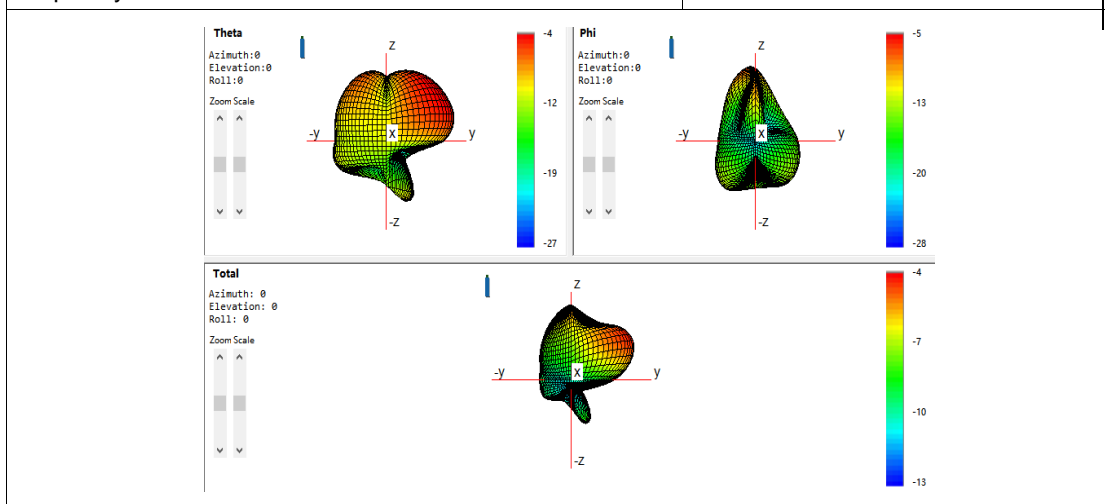 Theta
Azimuth:0
Elevation:0
Roll:0
Zoom Scale
Z
-y
X
y
-Z
-4
-12
-19
-27
Phi
Azimuth:0
Elevation:0
Roll:0
Zoom Scale
Z
-y
X
y
-Z
-5
-13
-20
-28
Total
Azimuth: 0
Elevation: 0
Roll: 0
Zoom Scale
Z
-y
X
y
-Z
-4
-7
-10
-13